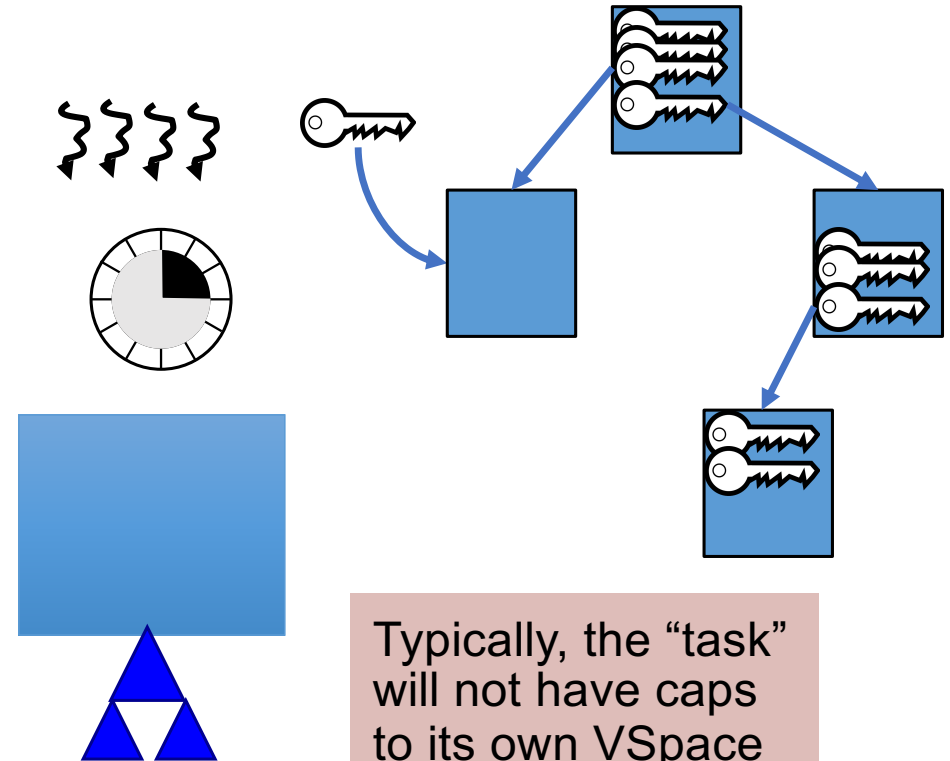 Typically, the “task”
will not have caps
to its own VSpace